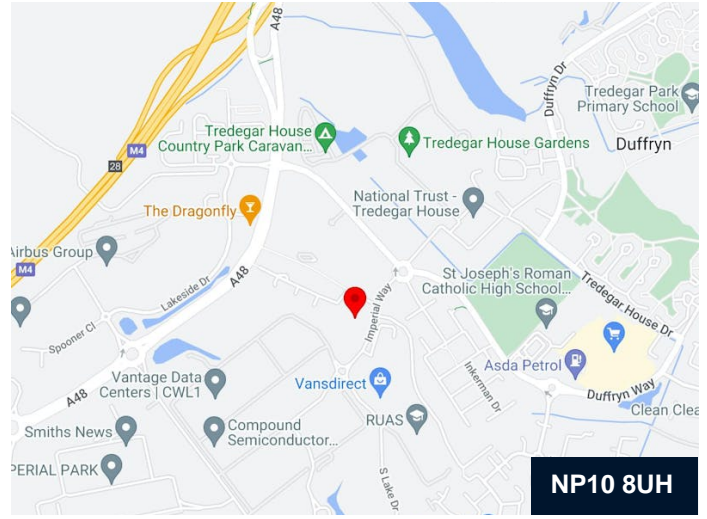 A48
Duffryn Dr
Tredegar Park
Primary School
Tredegar House
Country Park Caravan...
Tredegar House Gardens
Duffryn
M4
28
National Trust -
Tredegar House
The Dragonfly
Airbus Group
M4
Lakeside Dr
A48
St Joseph's Roman
Catholic High School...
Tredegar House Dr
Imperial Way
Spooner Cl
Asda Petrol
Inkerman Dr
Vantage Data
Centers | CWL1
Vansdirect
Duffryn Way
A48
Clean Clea
RUAS
Smiths News
Compound
Semiconductor...
PERIAL PARK
S Lake Dr
NP10 8UH